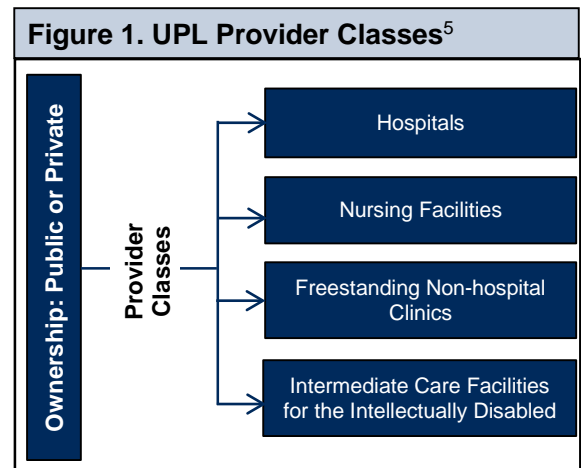 Figure 1. UPL Provider Classes5
Ownership: Public or Private
Provider
Classes
Hospitals
Nursing Facilities
Freestanding Non-hospital
Clinics
Intermediate Care Facilities
for the Intellectually Disabled